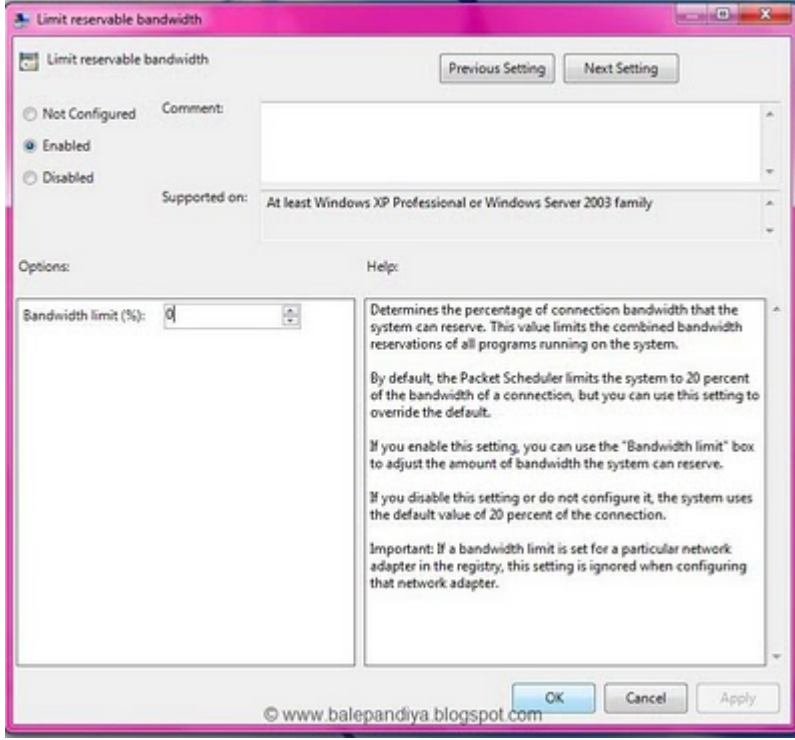 Limit reservable bandwidth
Limit reservable bandwidth
Previous Setting
Next Setting
Not Configured
Enabled
Disabled
Comment:
Supported on:
At least Windows XP Professional or Windows Server 2003 family
Options:
Help:
Bandwidth limit (%):
0
Determines the percentage of connection bandwidth that the
system can reserve. This value limits the combined bandwidth
reservations of all programs running on the system.
By default, the Packet Scheduler limits the system to 20 percent
of the bandwidth of a connection, but you can use this setting to
override the default.
If you enable this setting, you can use the "Bandwidth limit" box
to adjust the amount of bandwidth the system can reserve.
If you disable this setting or do not configure it, the system uses
the default value of 20 percent of the connection.
Important: If a bandwidth limit is set for a particular network
adapter in the registry, this setting is ignored when configuring
that network adapter.
OK
Cancel
Apply
© www.balepandiya.blogspot.com